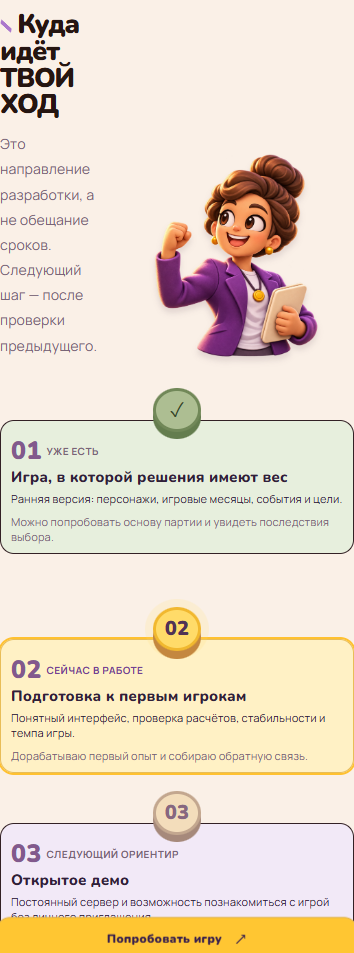 Куда
идёт
ТВОЙ
ХОД
Это
направление
разработки, а
не обещание
сроков.
Следующий
шаг — после
проверки
предыдущего.
✓
01 УЖЕ ЕСТЬ
Игра, в которой решения имеют вес
Ранняя версия: персонажи, игровые месяцы, события и цели.
Можно попробовать основу партии и увидеть последствия
выбора.
02
02 СЕЙЧАС В РАБОТЕ
Подготовка к первым игрокам
Понятный интерфейс, проверка расчётов, стабильности и
темпа игры.
Дорабатываю первый опыт и собираю обратную связь.
03
03 СЛЕДУЮЩИЙ ОРИЕНТИР
Открытое демо
Постоянный сервер и возможность познакомиться с игрой
без личного приглашения.
Попробовать игру ↗